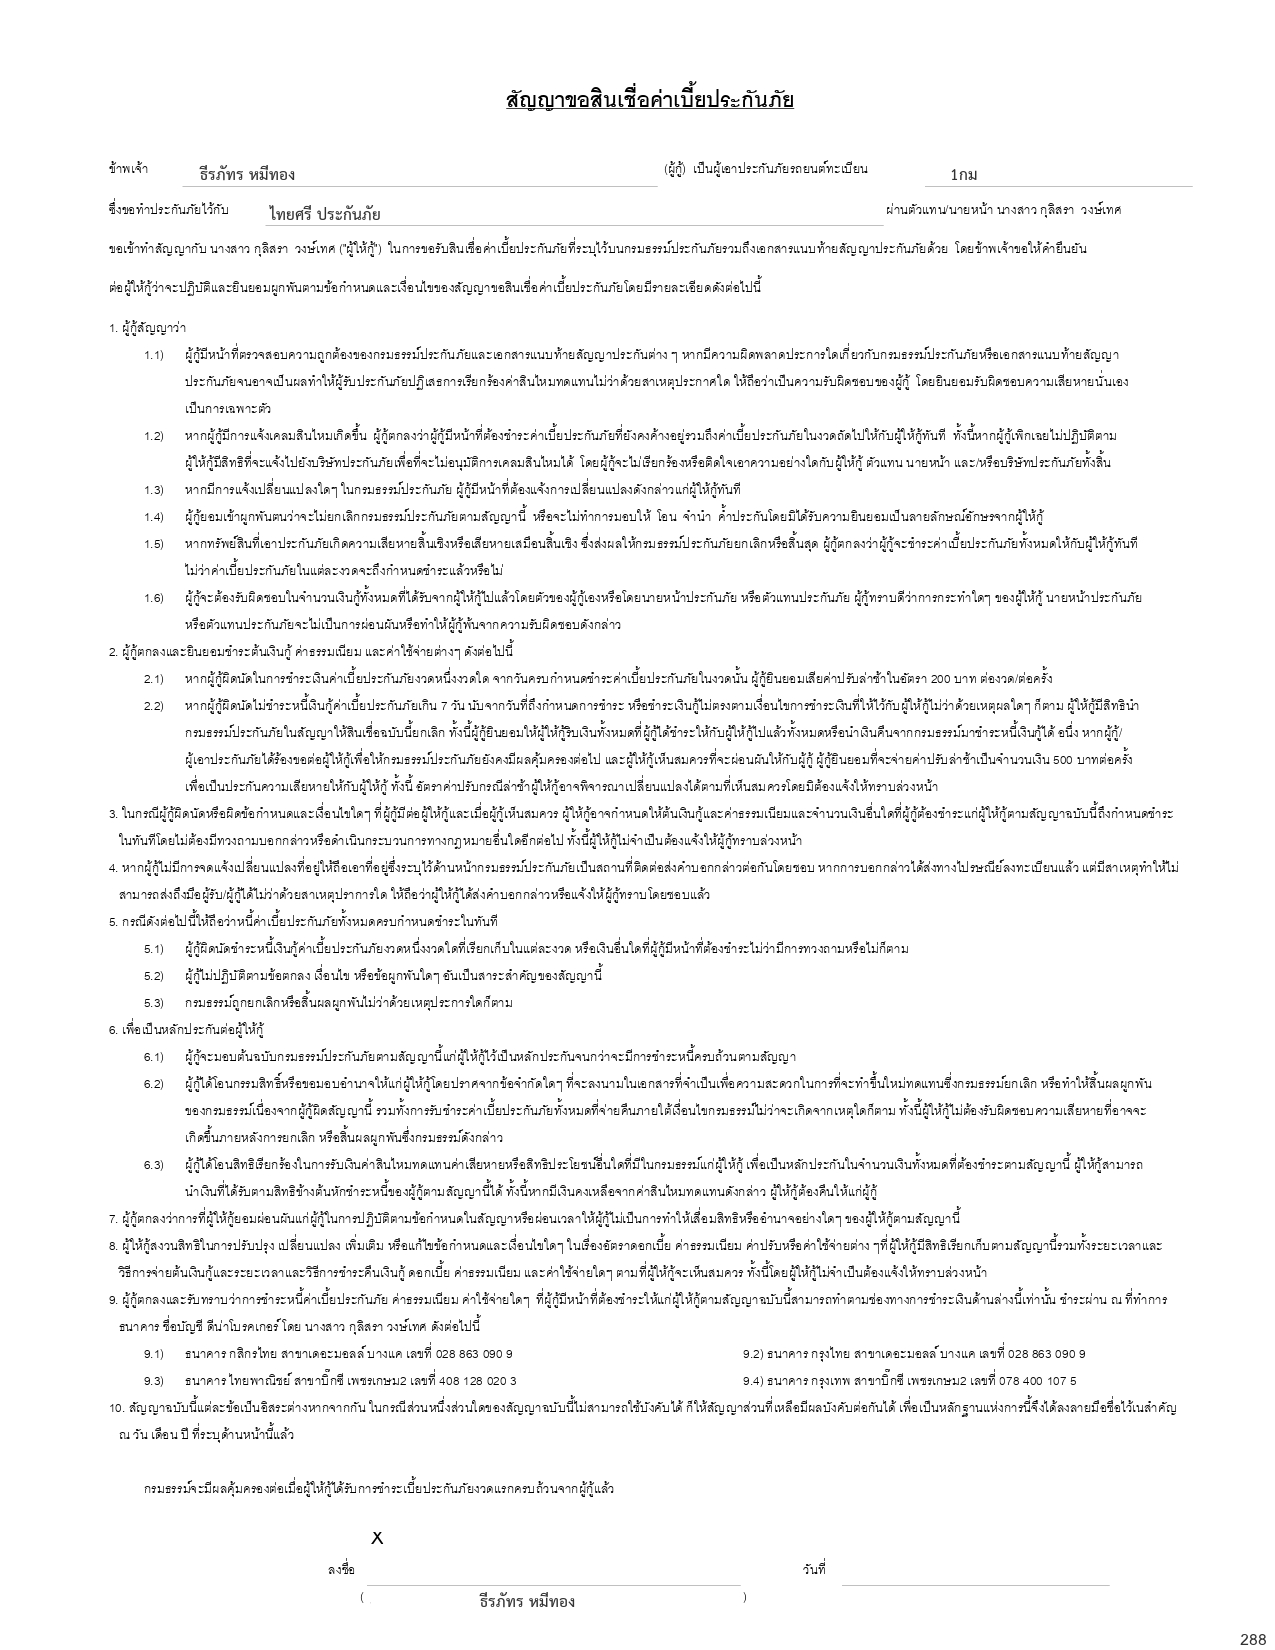 สัญญาขอสินเชื่อค่าเบี้ยประกันภัย
ข้าพเจ้า ธีรภัทร หมีทอง (ผู้กู้) เป็นผู้เอาประกันภัยรถยนต์ทะเบียน 1กม
ซึ่งขอทำประกันภัยไว้กับ ไทยศรี ประกันภัย ผ่านตัวแทน/นายหน้า นางสาว กุลิสรา วงษ์เทศ
ขอเข้าทำสัญญากับ นางสาว กุลิสรา วงษ์เทศ ("ผู้ให้กู้") ในการขอรับสินเชื่อค่าเบี้ยประกันภัยที่ระบุไว้บนกรมธรรม์ประกันภัยรวมถึงเอกสารแนบท้ายสัญญาประกันภัยด้วย โดยข้าพเจ้าขอให้คำยืนยัน
ต่อผู้ให้กู้ว่าจะปฏิบัติและยินยอมผูกพันตามข้อกำหนดและเงื่อนไขของสัญญาขอสินเชื่อค่าเบี้ยประกันภัยโดยมีรายละเอียดดังต่อไปนี้
1. ผู้กู้สัญญาว่า
1.1) ผู้กู้มีหน้าที่ตรวจสอบความถูกต้องของกรมธรรม์ประกันภัยและเอกสารแนบท้ายสัญญาประกันต่าง ๆ หากมีความผิดพลาดประการใดเกี่ยวกับกรมธรรม์ประกันภัยหรือเอกสารแนบท้ายสัญญา
ประกันภัยจนอาจเป็นผลทำให้ผู้รับประกันภัยปฏิเสธการเรียกร้องค่าสินไหมทดแทนไม่ว่าด้วยสาเหตุประกาศใด ให้ถือว่าเป็นความรับผิดชอบของผู้กู้ โดยยินยอมรับผิดชอบความเสียหายนั่นเอง
เป็นการเฉพาะตัว
1.2) หากผู้กู้มีการแจ้งเคลมสินไหมเกิดขึ้น ผู้กู้ตกลงว่าผู้กู้มีหน้าที่ต้องชำระค่าเบี้ยประกันภัยที่ยังคงค้างอยู่รวมถึงค่าเบี้ยประกันภัยในงวดถัดไปให้กับผู้ให้กู้ทันที ทั้งนี้หากผู้กู้เพิกเฉยไม่ปฏิบัติตาม
ผู้ให้กู้มีสิทธิที่จะแจ้งไปยังบริษัทประกันภัยเพื่อที่จะไม่อนุมัติการเคลมสินไหมได้ โดยผู้กู้จะไม่เรียกร้องหรือติดใจเอาความอย่างใดกับผู้ให้กู้ ตัวแทน นายหน้า และ/หรือบริษัทประกันภัยทั้งสิ้น
1.3) หากมีการแจ้งเปลี่ยนแปลงใดๆ ในกรมธรรม์ประกันภัย ผู้กู้มีหน้าที่ต้องแจ้งการเปลี่ยนแปลงดังกล่าวแก่ผู้ให้กู้ทันที
1.4) ผู้กู้ยอมเข้าผูกพันตนว่าจะไม่ยกเลิกกรมธรรม์ประกันภัยตามสัญญานี้ หรือจะไม่ทำการมอบให้ โอน จำนำ ค้ำประกันโดยมิได้รับความยินยอมเป็นลายลักษณ์อักษรจากผู้ให้กู้
1.5) หากทรัพย์สินที่เอาประกันภัยเกิดความเสียหายสิ้นเชิงหรือเสียหายเสมือนสิ้นเชิง ซึ่งส่งผลให้กรมธรรม์ประกันภัยยกเลิกหรือสิ้นสุด ผู้กู้ตกลงว่าผู้กู้จะชำระค่าเบี้ยประกันภัยทั้งหมดให้กับผู้ให้กู้ทันที
ไม่ว่าค่าเบี้ยประกันภัยในแต่ละงวดจะถึงกำหนดชำระแล้วหรือไม่
1.6) ผู้กู้จะต้องรับผิดชอบในจำนวนเงินกู้ทั้งหมดที่ได้รับจากผู้ให้กู้ไปแล้วโดยตัวของผู้กู้เองหรือโดยนายหน้าประกันภัย หรือตัวแทนประกันภัย ผู้กู้ทราบดีว่าการกระทำใดๆ ของผู้ให้กู้ นายหน้าประกันภัย
หรือตัวแทนประกันภัยจะไม่เป็นการผ่อนผันหรือทำให้ผู้กู้พ้นจากความรับผิดชอบดังกล่าว
2. ผู้กู้ตกลงและยินยอมชำระต้นเงินกู้ ค่าธรรมเนียม และค่าใช้จ่ายต่างๆ ดังต่อไปนี้
2.1) หากผู้กู้ผิดนัดในการชำระเงินค่าเบี้ยประกันภัยงวดหนึ่งงวดใด จากวันครบกำหนดชำระค่าเบี้ยประกันภัยในงวดนั้น ผู้กู้ยินยอมเสียค่าปรับล่าช้าในอัตรา 200 บาท ต่องวด/ต่อครั้ง
2.2) หากผู้กู้ผิดนัดไม่ชำระหนี้เงินกู้ค่าเบี้ยประกันภัยเกิน 7 วัน นับจากวันที่ถึงกำหนดการชำระ หรือชำระเงินกู้ไม่ตรงตามเงื่อนไขการชำระเงินที่ให้ไว้กับผู้ให้กู้ไม่ว่าด้วยเหตุผลใดๆ ก็ตาม ผู้ให้กู้มีสิทธินำ
กรมธรรม์ประกันภัยในสัญญาให้สินเชื่อฉบับนี้ยกเลิก ทั้งนี้ผู้กู้ยินยอมให้ผู้ให้กู้ริบเงินทั้งหมดที่ผู้กู้ได้ชำระให้กับผู้ให้กู้ไปแล้วทั้งหมดหรือนำเงินคืนจากกรมธรรม์มาชำระหนี้เงินกู้ได้ อนึ่ง หากผู้กู้/
ผู้เอาประกันภัยได้ร้องขอต่อผู้ให้กู้เพื่อให้กรมธรรม์ประกันภัยยังคงมีผลคุ้มครองต่อไป และผู้ให้กู้เห็นสมควรที่จะผ่อนผันให้กับผู้กู้ ผู้กู้ยินยอมที่จะจ่ายค่าปรับล่าช้าเป็นจำนวนเงิน 500 บาทต่อครั้ง
เพื่อเป็นประกันความเสียหายให้กับผู้ให้กู้ ทั้งนี้ อัตราค่าปรับกรณีล่าช้าผู้ให้กู้อาจพิจารณาเปลี่ยนแปลงได้ตามที่เห็นสมควรโดยมิต้องแจ้งให้ทราบล่วงหน้า
3. ในกรณีผู้กู้ผิดนัดหรือผิดข้อกำหนดและเงื่อนไขใดๆ ที่ผู้กู้มีต่อผู้ให้กู้และเมื่อผู้กู้เห็นสมควร ผู้ให้กู้อาจกำหนดให้ต้นเงินกู้และค่าธรรมเนียมและจำนวนเงินอื่นใดที่ผู้กู้ต้องชำระแก่ผู้ให้กู้ตามสัญญาฉบับนี้ถึงกำหนดชำระ
ในทันทีโดยไม่ต้องมีทวงถามบอกกล่าวหรือดำเนินกระบวนการทางกฎหมายอื่นใดอีกต่อไป ทั้งนี้ผู้ให้กู้ไม่จำเป็นต้องแจ้งให้ผู้กู้ทราบล่วงหน้า
4. หากผู้กู้ไม่มีการจดแจ้งเปลี่ยนแปลงที่อยู่ให้ถือเอาที่อยู่ซึ่งระบุไว้ด้านหน้ากรมธรรม์ประกันภัยเป็นสถานที่ติดต่อส่งคำบอกกล่าวต่อกันโดยชอบ หากการบอกกล่าวได้ส่งทางไปรษณีย์ลงทะเบียนแล้ว แต่มีสาเหตุทำให้ไม่
สามารถส่งถึงมือผู้รับ/ผู้กู้ได้ไม่ว่าด้วยสาเหตุปราการใด ให้ถือว่าผู้ให้กู้ได้ส่งคำบอกกล่าวหรือแจ้งให้ผู้กู้ทราบโดยชอบแล้ว
5. กรณีดังต่อไปนี้ให้ถือว่าหนี้ค่าเบี้ยประกันภัยทั้งหมดครบกำหนดชำระในทันที
5.1) ผู้กู้ผิดนัดชำระหนี้เงินกู้ค่าเบี้ยประกันภัยงวดหนึ่งงวดใดที่เรียกเก็บในแต่ละงวด หรือเงินอื่นใดที่ผู้กู้มีหน้าที่ต้องชำระไม่ว่ามีการทวงถามหรือไม่ก็ตาม
5.2) ผู้กู้ไม่ปฏิบัติตามข้อตกลง เงื่อนไข หรือข้อผูกพันใดๆ อันเป็นสาระสำคัญของสัญญานี้
5.3) กรมธรรม์ถูกยกเลิกหรือสิ้นผลผูกพันไม่ว่าด้วยเหตุประการใดก็ตาม
6. เพื่อเป็นหลักประกันต่อผู้ให้กู้
6.1) ผู้กู้จะมอบต้นฉบับกรมธรรม์ประกันภัยตามสัญญานี้แก่ผู้ให้กู้ไว้เป็นหลักประกันจนกว่าจะมีการชำระหนี้ครบถ้วนตามสัญญา
6.2) ผู้กู้ได้โอนกรรมสิทธิ์หรือขอมอบอำนาจให้แก่ผู้ให้กู้โดยปราศจากข้อจำกัดใดๆ ที่จะลงนามในเอกสารที่จำเป็นเพื่อความสะดวกในการที่จะทำขึ้นใหม่ทดแทนซึ่งกรมธรรม์ยกเลิก หรือทำให้สิ้นผลผูกพัน
ของกรมธรรม์เนื่องจากผู้กู้ผิดสัญญานี้ รวมทั้งการรับชำระค่าเบี้ยประกันภัยทั้งหมดที่จ่ายคืนภายใต้เงื่อนไขกรมธรรม์ไม่ว่าจะเกิดจากเหตุใดก็ตาม ทั้งนี้ผู้ให้กู้ไม่ต้องรับผิดชอบความเสียหายที่อาจจะ
เกิดขึ้นภายหลังการยกเลิก หรือสิ้นผลผูกพันซึ่งกรมธรรม์ดังกล่าว
6.3) ผู้กู้ได้โอนสิทธิเรียกร้องในการรับเงินค่าสินไหมทดแทนค่าเสียหายหรือสิทธิประโยชน์อื่นใดที่มีในกรมธรรม์แก่ผู้ให้กู้ เพื่อเป็นหลักประกันในจำนวนเงินทั้งหมดที่ต้องชำระตามสัญญานี้ ผู้ให้กู้สามารถ
นำเงินที่ได้รับตามสิทธิข้างต้นหักชำระหนี้ของผู้กู้ตามสัญญานี้ได้ ทั้งนี้หากมีเงินคงเหลือจากค่าสินไหมทดแทนดังกล่าว ผู้ให้กู้ต้องคืนให้แก่ผู้กู้
7. ผู้กู้ตกลงว่าการที่ผู้ให้กู้ยอมผ่อนผันแก่ผู้กู้ในการปฏิบัติตามข้อกำหนดในสัญญาหรือผ่อนเวลาให้ผู้กู้ไม่เป็นการทำให้เสื่อมสิทธิหรืออำนาจอย่างใดๆ ของผู้ให้กู้ตามสัญญานี้
8. ผู้ให้กู้สงวนสิทธิในการปรับปรุง เปลี่ยนแปลง เพิ่มเติม หรือแก้ไขข้อกำหนดและเงื่อนไขใดๆ ในเรื่องอัตราดอกเบี้ย ค่าธรรมเนียม ค่าปรับหรือค่าใช้จ่ายต่าง ๆที่ผู้ให้กู้มีสิทธิเรียกเก็บตามสัญญานี้รวมทั้งระยะเวลาและ
วิธีการจ่ายต้นเงินกู้และระยะเวลาและวิธีการชำระคืนเงินกู้ ดอกเบี้ย ค่าธรรมเนียม และค่าใช้จ่ายใดๆ ตามที่ผู้ให้กู้จะเห็นสมควร ทั้งนี้โดยผู้ให้กู้ไม่จำเป็นต้องแจ้งให้ทราบล่วงหน้า
9. ผู้กู้ตกลงและรับทราบว่าการชำระหนี้ค่าเบี้ยประกันภัย ค่าธรรมเนียม ค่าใช้จ่ายใดๆ ที่ผู้กู้มีหน้าที่ต้องชำระให้แก่ผู้ให้กู้ตามสัญญาฉบับนี้สามารถทำตามช่องทางการชำระเงินด้านล่างนี้เท่านั้น ชำระผ่าน ณ ที่ทำการ
ธนาคาร ชื่อบัญชี ดีน่าโบรคเกอร์ โดย นางสาว กุลิสรา วงษ์เทศ ดังต่อไปนี้
9.1) ธนาคาร กสิกรไทย สาขาเดอะมอลล์ บางแค เลขที่ 028 863 090 9 9.2) ธนาคาร กรุงไทย สาขาเดอะมอลล์ บางแค เลขที่ 028 863 090 9
9.3) ธนาคาร ไทยพาณิชย์ สาขาบิ๊กซี เพชรเกษม2 เลขที่ 408 128 020 3 9.4) ธนาคาร กรุงเทพ สาขาบิ๊กซี เพชรเกษม2 เลขที่ 078 400 107 5
10. สัญญาฉบับนี้แต่ละข้อเป็นอิสระต่างหากจากกัน ในกรณีส่วนหนึ่งส่วนใดของสัญญาฉบับนี้ไม่สามารถใช้บังคับได้ ก็ให้สัญญาส่วนที่เหลือมีผลบังคับต่อกันได้ เพื่อเป็นหลักฐานแห่งการนี้จึงได้ลงลายมือชื่อไว้เนสำคัญ
ณ วัน เดือน ปี ที่ระบุด้านหน้านี้แล้ว
กรมธรรม์จะมีผลคุ้มครองต่อเมื่อผู้ให้กู้ได้รับการชำระเบี้ยประกันภัยงวดแรกครบถ้วนจากผู้กู้แล้ว
X
ลงชื่อ วันที่
( ธีรภัทร หมีทอง )
288